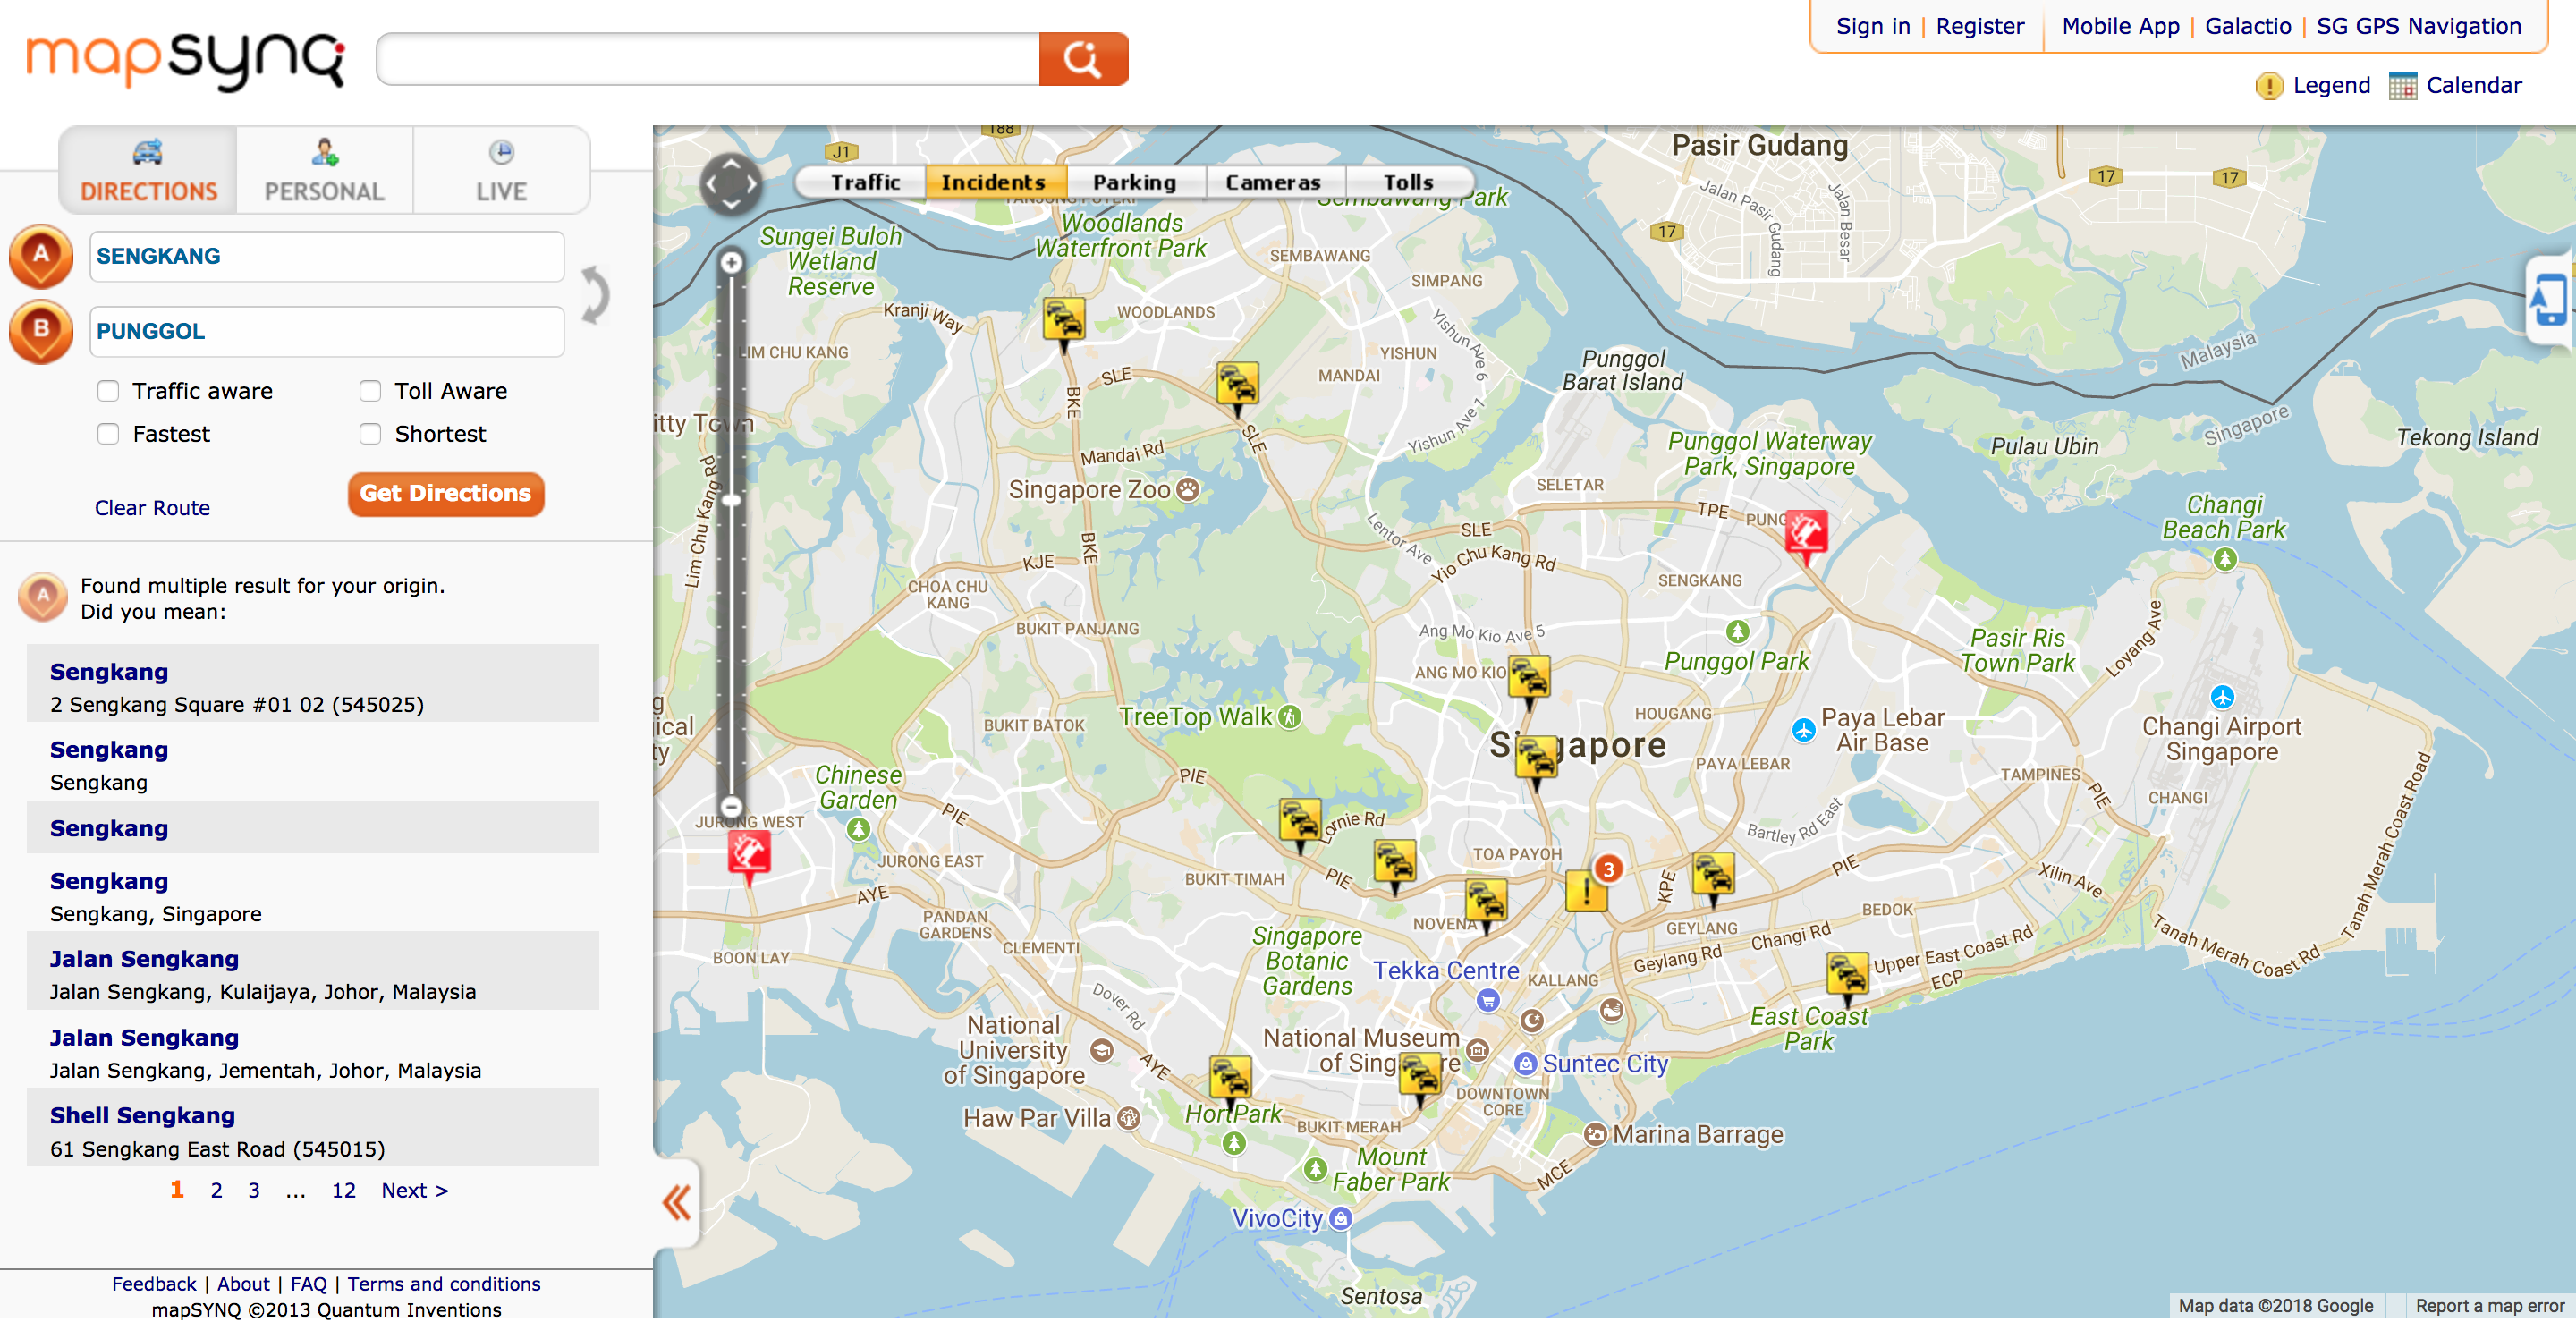 mapsynq
Sign in | Register
Mobile App | Galactio | SG GPS Navigation
Legend
Calendar
DIRECTIONS
PERSONAL
LIVE
A
SENGKANG
B
PUNGGOL
Traffic aware
Toll Aware
Fastest
Shortest
Clear Route
Get Directions
A
Found multiple result for your origin.
Did you mean:
Sengkang
2 Sengkang Square #01 02 (545025)
Sengkang
Sengkang
Sengkang
Sengkang
Sengkang, Singapore
Jalan Sengkang
Jalan Sengkang, Kulaijaya, Johor, Malaysia
Jalan Sengkang
Jalan Sengkang, Jementah, Johor, Malaysia
Shell Sengkang
61 Sengkang East Road (545015)
1 2 3 ... 12 Next >
Feedback | About | FAQ | Terms and conditions
mapSYNQ ©2013 Quantum Inventions
Traffic
Incidents
Parking
Cameras
Tolls
188
J1
Pasir Gudang
17
17
17
Jalan Pasir Gudang
Jalan Besar
Sembawang Park
Sungei Buloh
Wetland
Reserve
Woodlands
Waterfront Park
SEMBAWANG
SIMPANG
Kranji Way
WOODLANDS
LIM CHU KANG
YISHUN
MANDAI
Yishun Ave 6
Yishun Ave 1
Punggol
Barat Island
Malaysia
Singapore
SLE
BKE
SLE
Mandai Rd
Singapore Zoo
Lim Chu Kang Rd
Punggol Waterway
Park, Singapore
Pulau Ubin
Tekong Island
SELETAR
TPE
PUNG
Changi
Beach Park
SLE
Lentor Ave
Yio Chu Kang Rd
BKE
KJE
CHOA CHU
KANG
SENGKANG
BUKIT PANJANG
Ang Mo Kio Ave 5
ANG MO KIO
Punggol Park
Pasir Ris
Town Park
Loyang Ave
BUKIT BATOK
TreeTop Walk
HOUGANG
Paya Lebar
Air Base
Changi Airport
Singapore
PAYA LEBAR
TAMPINES
CHANGI
PIE
PIE
Chinese
Garden
PIE
JURONG WEST
JURONG EAST
Lornie Rd
Bartley Rd East
TOA PAYOH
BUKIT TIMAH
PIE
3
KPE
PIE
Xilin Ave
Tanah Merah Coast Road
AYE
PANDAN
GARDENS
CLEMENTI
NOVENA
GEYLANG
BEDOK
Changi Rd
Geylang Rd
Upper East Coast Rd
ECP
Tanah Merah Coast Rd
BOON LAY
Singapore
Botanic
Gardens
Tekka Centre
KALLANG
Dover Rd
East Coast
Park
National
University
of Singapore
AYE
National Museum
Suntec City
DOWNTOWN
CORE
Haw Par Villa
HortPark
BUKIT MERAH
Marina Barrage
Mount
Faber Park
MCE
VivoCity
Sentosa
Map data ©2018 Google
Report a map error